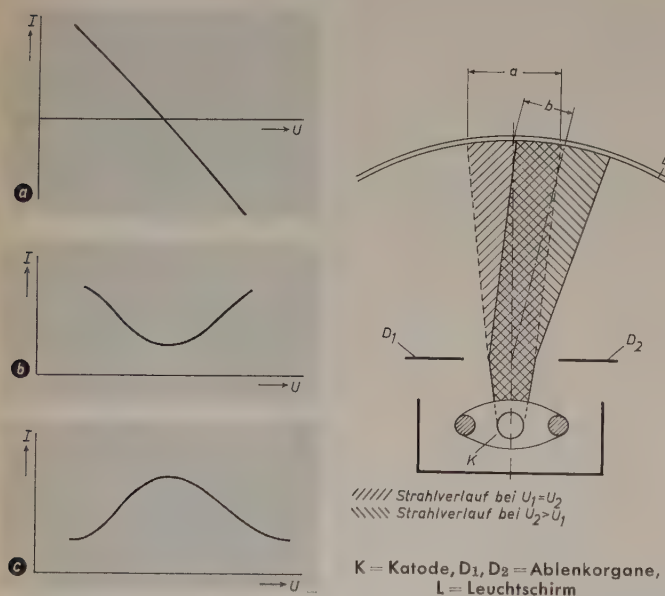 I
U
a
I
U
b
I
U
c
a
b
D1
D2
K
Strahlverlauf bei U1=U2
Strahlverlauf bei U2>U1
K = Katode, D1, D2 = Ablenkorgane,
L = Leuchtschirm